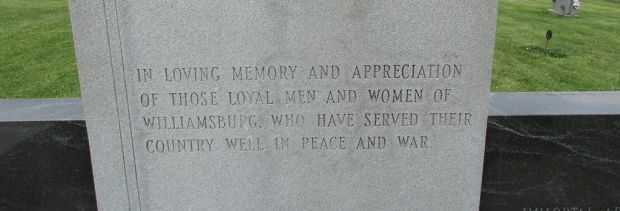 IN LOVING MEMORY AND APPRECIATION
OF THOSE LOYAL MEN AND WOMEN OF
WILLIAMSBURG, WHO HAVE SERVED THEIR
COUNTRY WELL IN PEACE AND WAR.